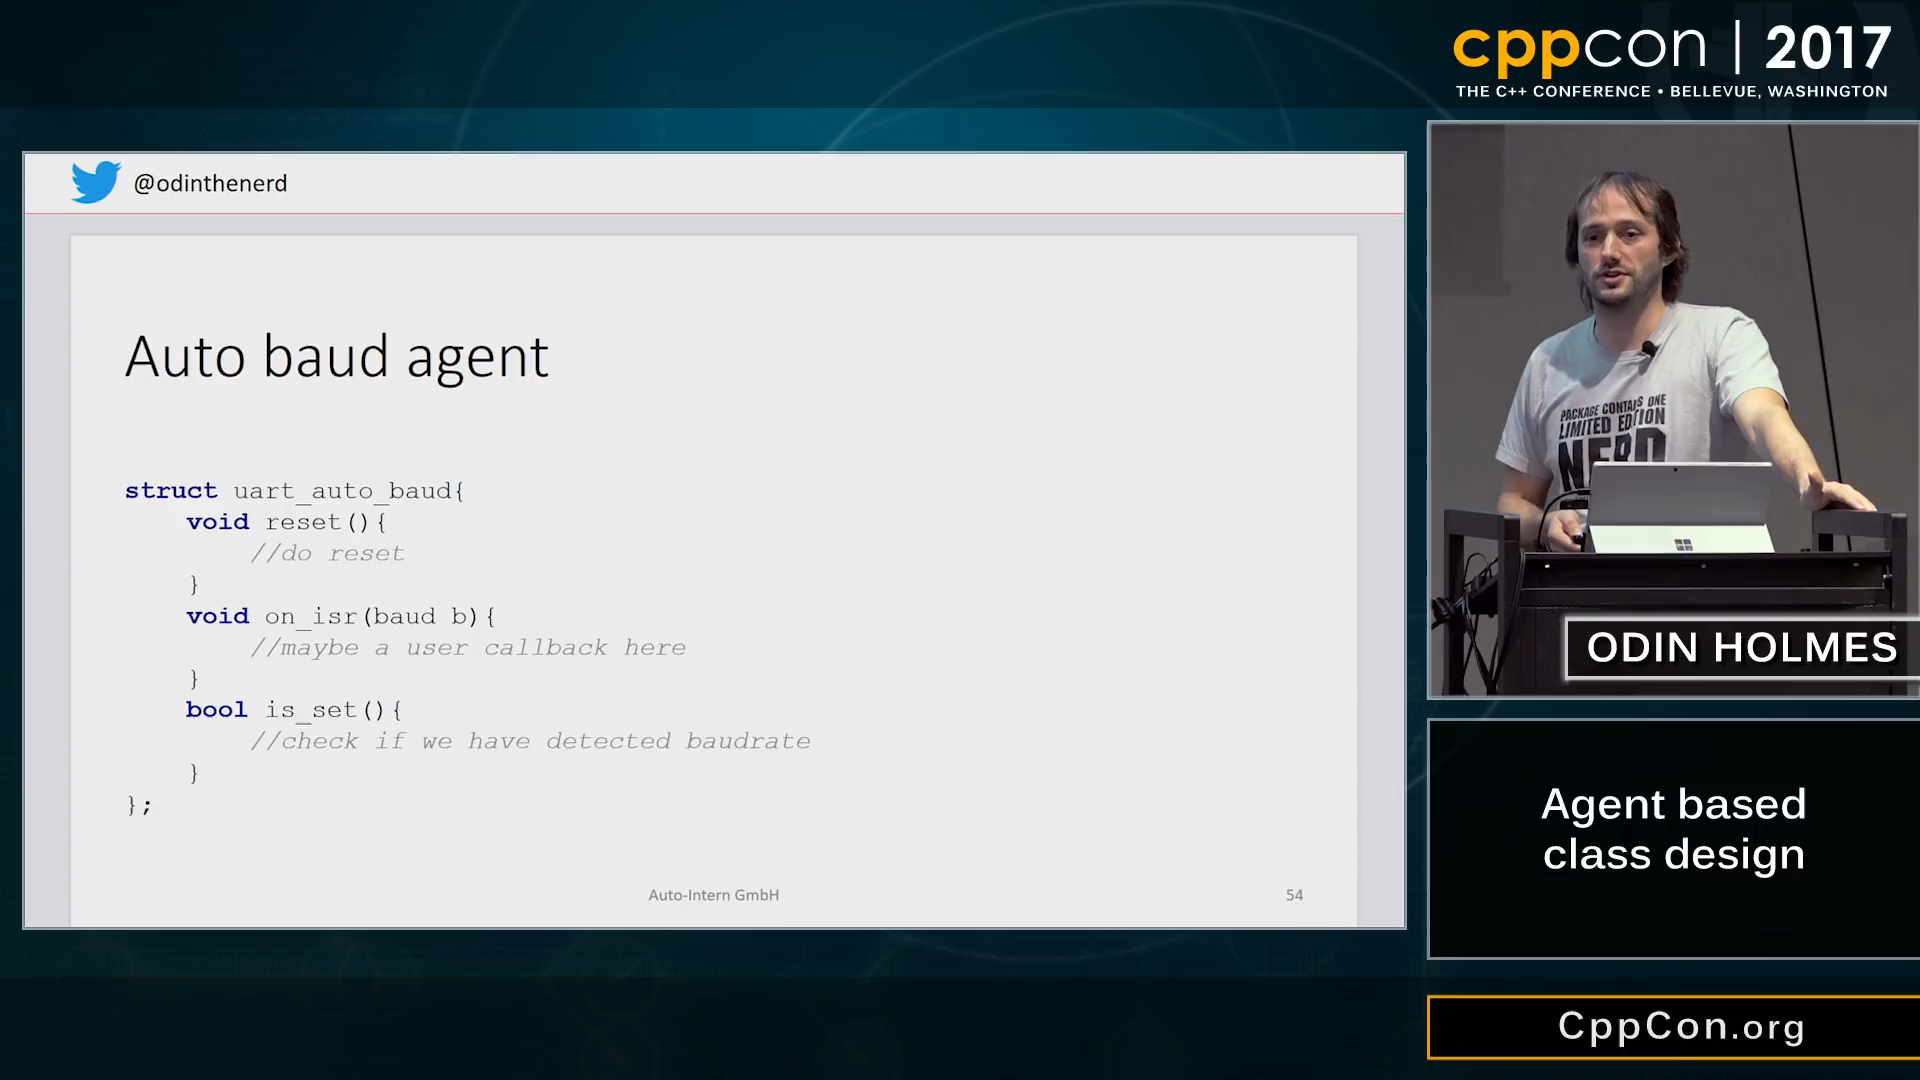 cppcon | 2017
THE C++ CONFERENCE • BELLEVUE, WASHINGTON
@odinthenerd
Auto baud agent
struct uart_auto_baud{
void reset(){
//do reset
}
void on_isr(baud b){
//maybe a user callback here
}
bool is_set(){
//check if we have detected baudrate
}
};
Auto-Intern GmbH
54
PACKAGE CONTAINS ONE
LIMITED EDITION
NERD
ODIN HOLMES
Agent based
class design
CppCon.org